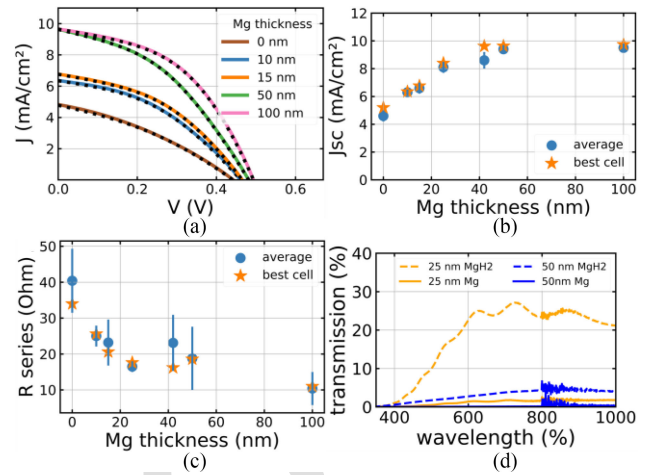 Mg thickness
0 nm
10 nm
15 nm
50 nm
100 nm
10
8
6
4
2
J (mA/cm²)
0.0 0.2 0.4 0.6
V (V)
(a)
10
8
6
4
2
0
Jsc (mA/cm²)
average
best cell
0 20 40 60 80 100
Mg thickness (nm)
(b)
50
40
30
20
10
R series (Ohm)
average
best cell
0 20 40 60 80 100
Mg thickness (nm)
(c)
40
30
20
10
0
transmission (%)
25 nm MgH2 50 nm MgH2
25 nm Mg 50nm Mg
400 600 800 1000
wavelength (%)
(d)